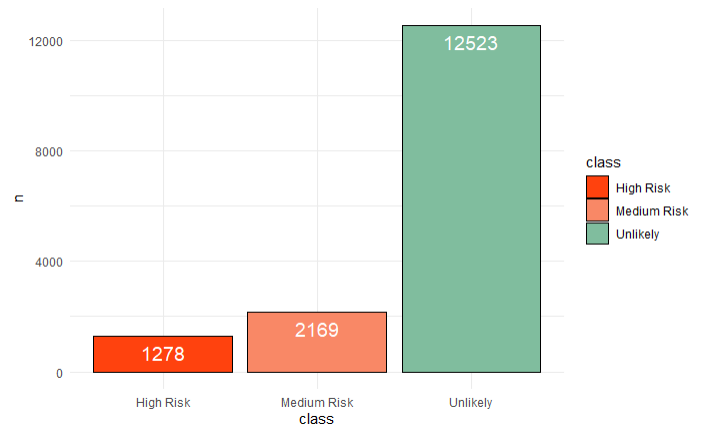 12000
8000
4000
0
n
12523
2169
1278
High Risk
Medium Risk
Unlikely
class
class
High Risk
Medium Risk
Unlikely